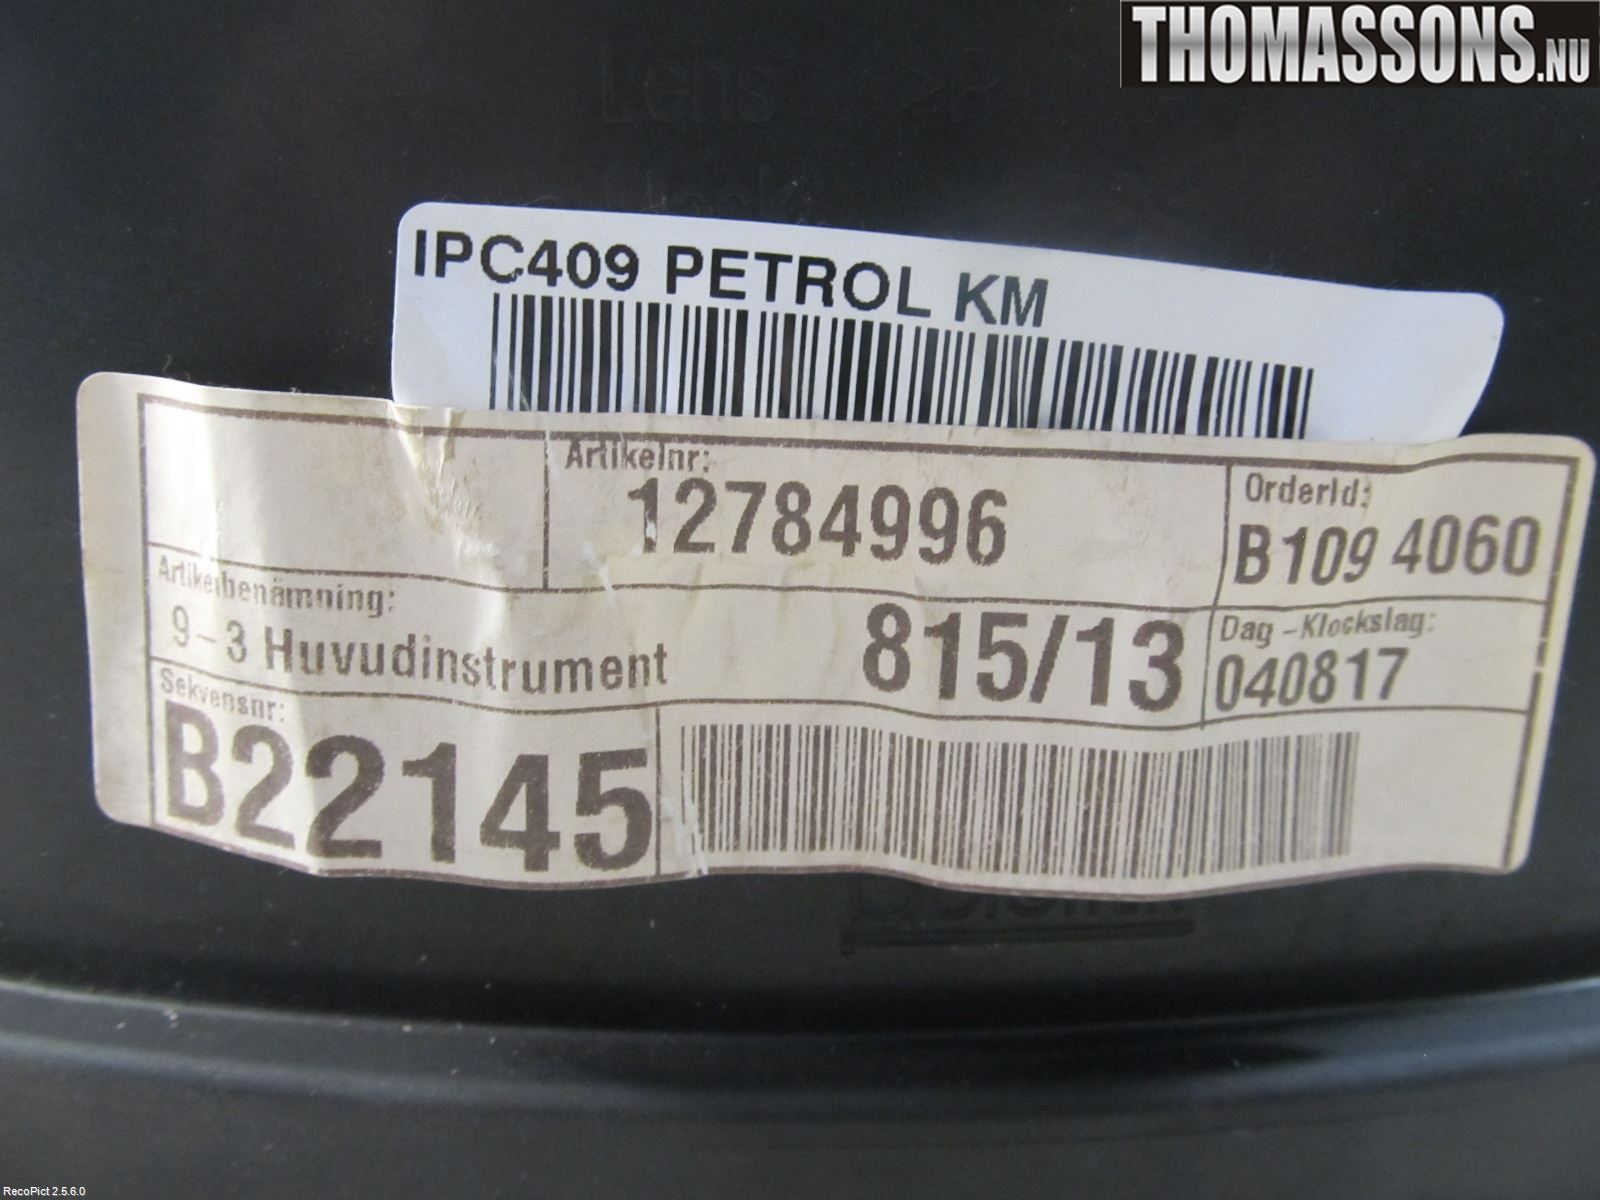 THOMASSONS.NU
Lens
IPC409 PETROL KM
Artikelnr:
12784996
OrderId:
B109 4060
Artikelbenämning:
9-3 Huvudinstrument
815/13
Dag -Klockslag:
040817
Sekvensnr:
B22145
RecoPict 2.5.6.0